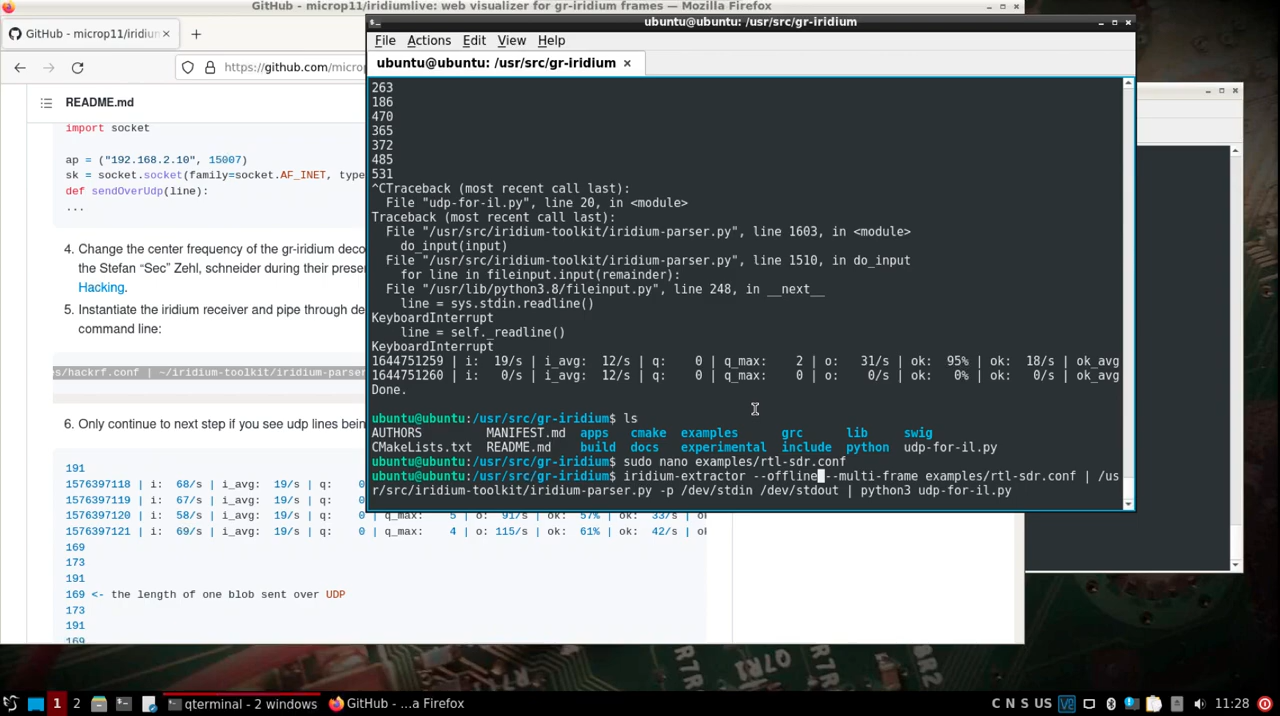 GitHub - microp11/iridiumlive: web visualizer for gr-iridium frames — Mozilla Firefox
GitHub - microp11/iridium
https://github.com/micro
README.md
import socket
ap = ("192.168.2.10", 15007)
sk = socket.socket(family=socket.AF_INET, type
def sendOverUdp(line):
...
4. Change the center frequency of the gr-iridium deco
the Stefan “Sec” Zehl, schneider during their prese
Hacking.
5. Instantiate the iridium receiver and pipe through de
command line:
s/hackrf.conf | ~/iridium-toolkit/iridium-parser
6. Only continue to next step if you see udp lines bein
191
1576397118 | i: 68/s | i_avg: 19/s | q: 0
1576397119 | i: 67/s | i_avg: 19/s | q: 0
1576397120 | i: 58/s | i_avg: 19/s | q: 0 | q_max: 5 | o: 91/s | ok: 57% | ok: 33/s | ok
1576397121 | i: 69/s | i_avg: 19/s | q: 0 | q_max: 4 | o: 115/s | ok: 61% | ok: 42/s | ok
169
173
191
169 <- the length of one blob sent over UDP
173
191
169
ubuntu@ubuntu: /usr/src/gr-iridium
File Actions Edit View Help
ubuntu@ubuntu: /usr/src/gr-iridium
263
186
470
365
372
485
531
^CTraceback (most recent call last):
File "udp-for-il.py", line 20, in <module>
Traceback (most recent call last):
File "/usr/src/iridium-toolkit/iridium-parser.py", line 1603, in <module>
do_input(input)
File "/usr/src/iridium-toolkit/iridium-parser.py", line 1510, in do_input
for line in fileinput.input(remainder):
File "/usr/lib/python3.8/fileinput.py", line 248, in __next__
line = sys.stdin.readline()
KeyboardInterrupt
line = self._readline()
KeyboardInterrupt
1644751259 | i: 19/s | i_avg: 12/s | q: 0 | q_max: 2 | o: 31/s | ok: 95% | ok: 18/s | ok_avg
1644751260 | i: 0/s | i_avg: 12/s | q: 0 | q_max: 0 | o: 0/s | ok: 0% | ok: 0/s | ok_avg
Done.
ubuntu@ubuntu:/usr/src/gr-iridium$ ls
AUTHORS MANIFEST.md apps cmake examples grc lib swig
CMakeLists.txt README.md build docs experimental include python udp-for-il.py
ubuntu@ubuntu:/usr/src/gr-iridium$ sudo nano examples/rtl-sdr.conf
ubuntu@ubuntu:/usr/src/gr-iridium$ iridium-extractor --offline --multi-frame examples/rtl-sdr.conf | /us
r/src/iridium-toolkit/iridium-parser.py -p /dev/stdin /dev/stdout | python3 udp-for-il.py
1 2 qterminal - 2 windows GitHub - ...a Firefox C N S US 11:28